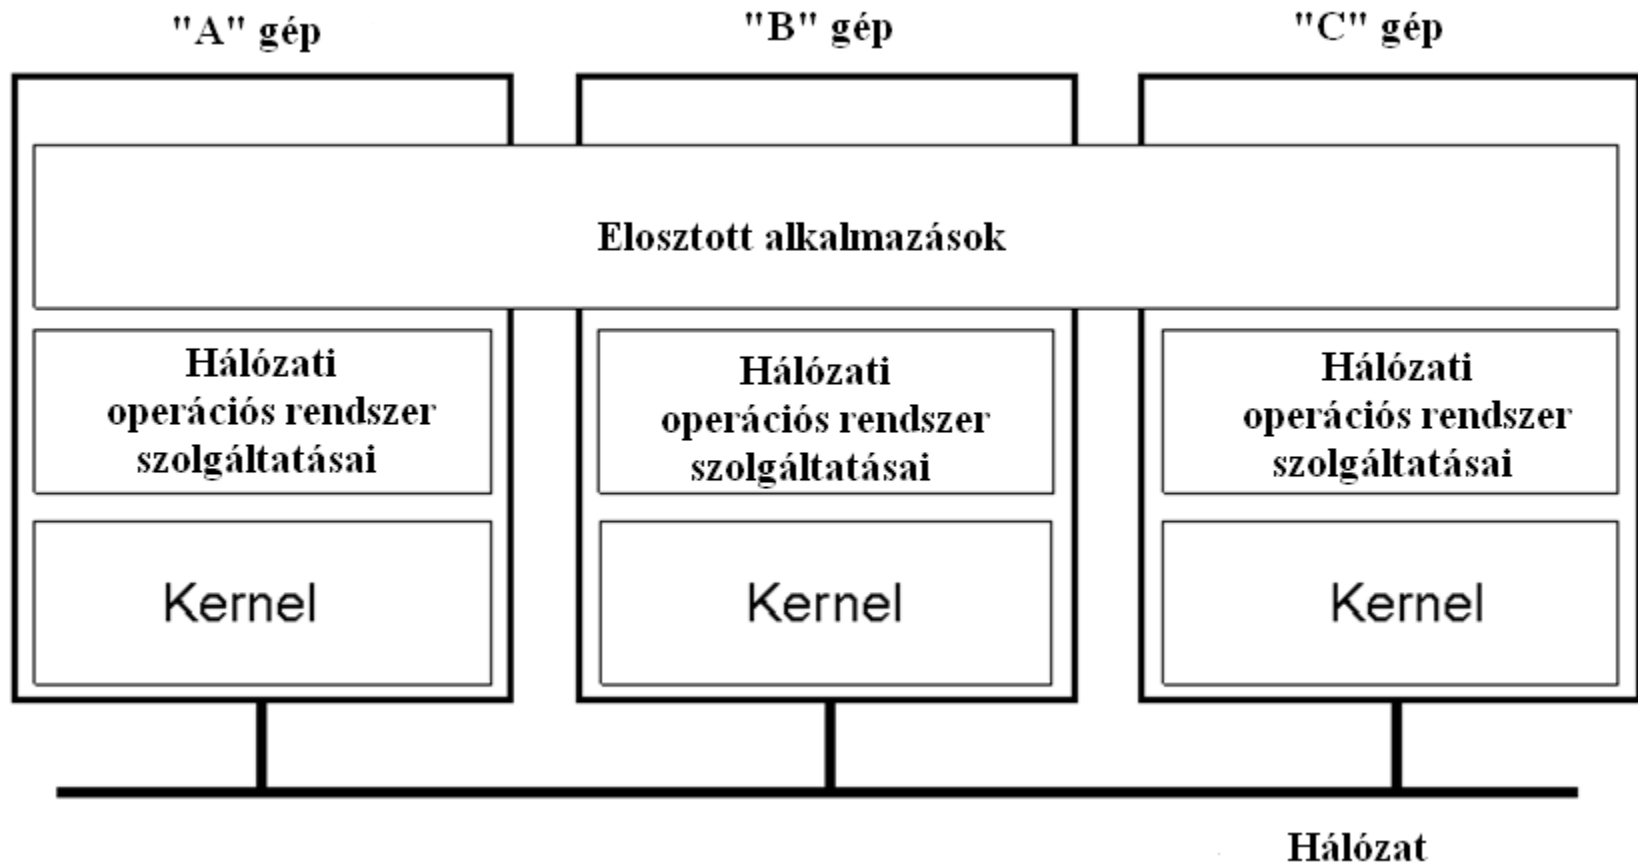 "A" gép
"B" gép
"C" gép
Elosztott alkalmazások
Hálózati
operációs rendszer
szolgáltatásai
Hálózati
operációs rendszer
szolgáltatásai
Hálózati
operációs rendszer
szolgáltatásai
Kernel
Kernel
Kernel
Hálózat